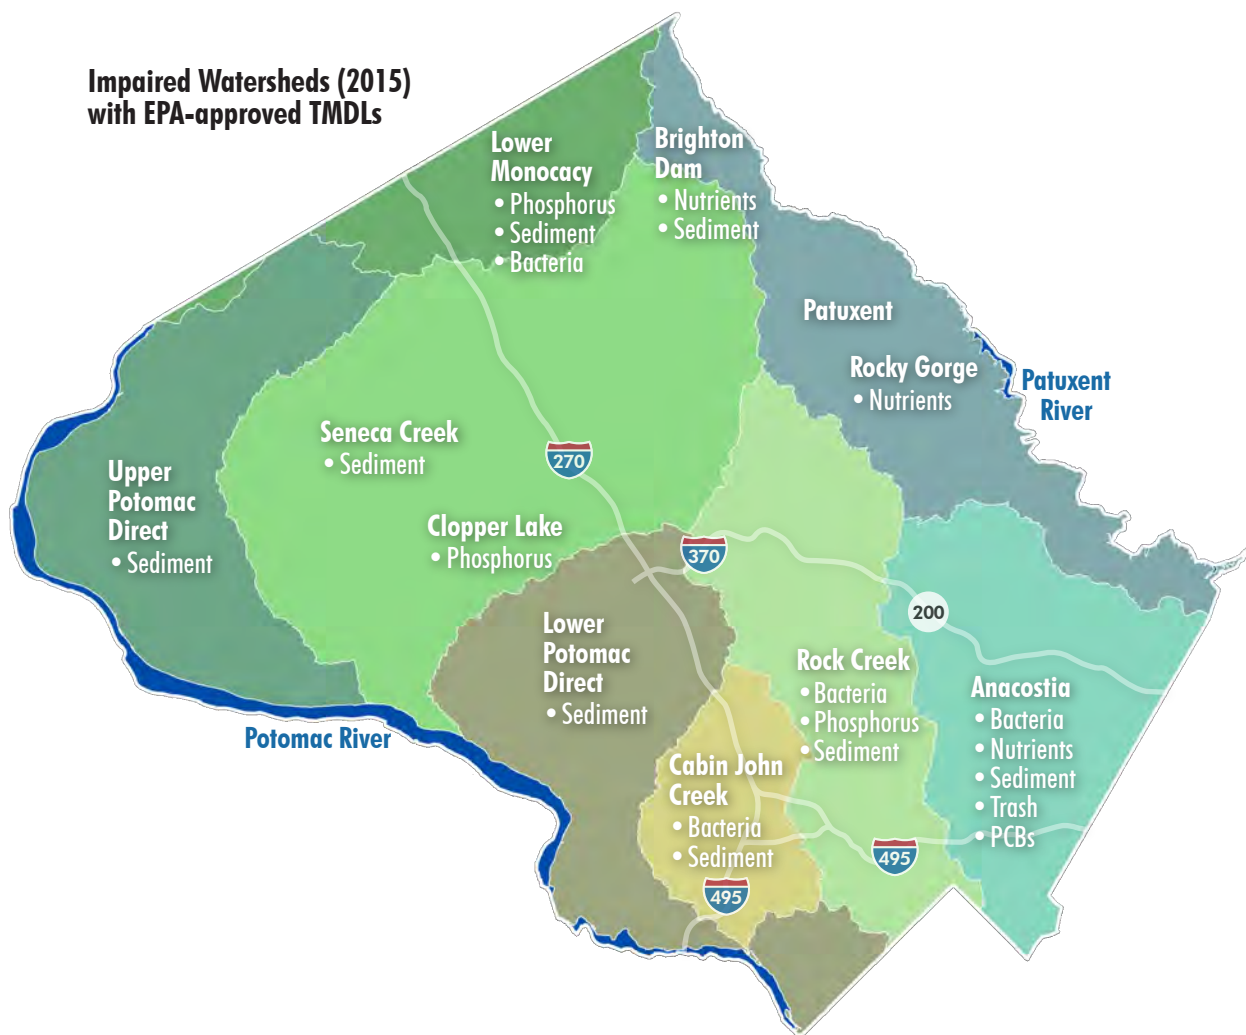 Impaired Watersheds (2015)
with EPA-approved TMDLs
Lower
Monocacy
• Phosphorus
• Sediment
• Bacteria
Brighton
Dam
• Nutrients
• Sediment
Patuxent
Rocky Gorge
• Nutrients
Patuxent
River
Seneca Creek
• Sediment
270
Upper
Potomac
Direct
• Sediment
Clopper Lake
• Phosphorus
370
200
Lower
Potomac
Direct
• Sediment
Rock Creek
• Bacteria
• Phosphorus
• Sediment
Anacostia
• Bacteria
• Nutrients
• Sediment
• Trash
• PCBs
Potomac River
Cabin John
Creek
• Bacteria
• Sediment
495
495